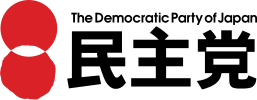 The Democratic Party of Japan
民主党